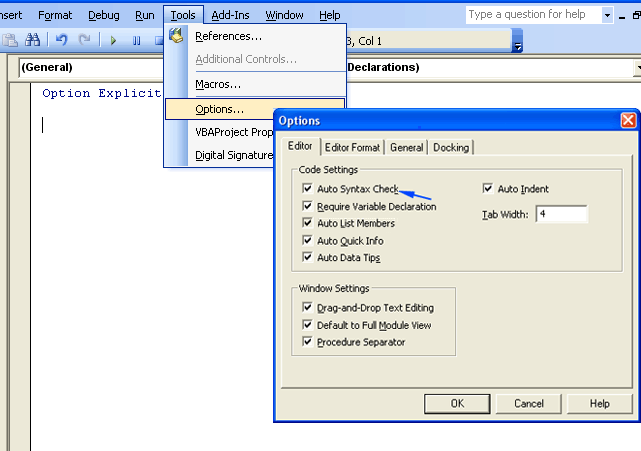 nsert Format Debug Run Tools Add-Ins Window Help Type a question for help
References...
3, Col 1
Additional Controls...
(General) Declarations)
Macros...
Option Explicit
Options...
VBAProject Prop
Digital Signature
Options
Editor Editor Format General Docking
Code Settings
Auto Syntax Check Auto Indent
Require Variable Declaration Tab Width: 4
Auto List Members
Auto Quick Info
Auto Data Tips
Window Settings
Drag-and-Drop Text Editing
Default to Full Module View
Procedure Separator
OK Cancel Help